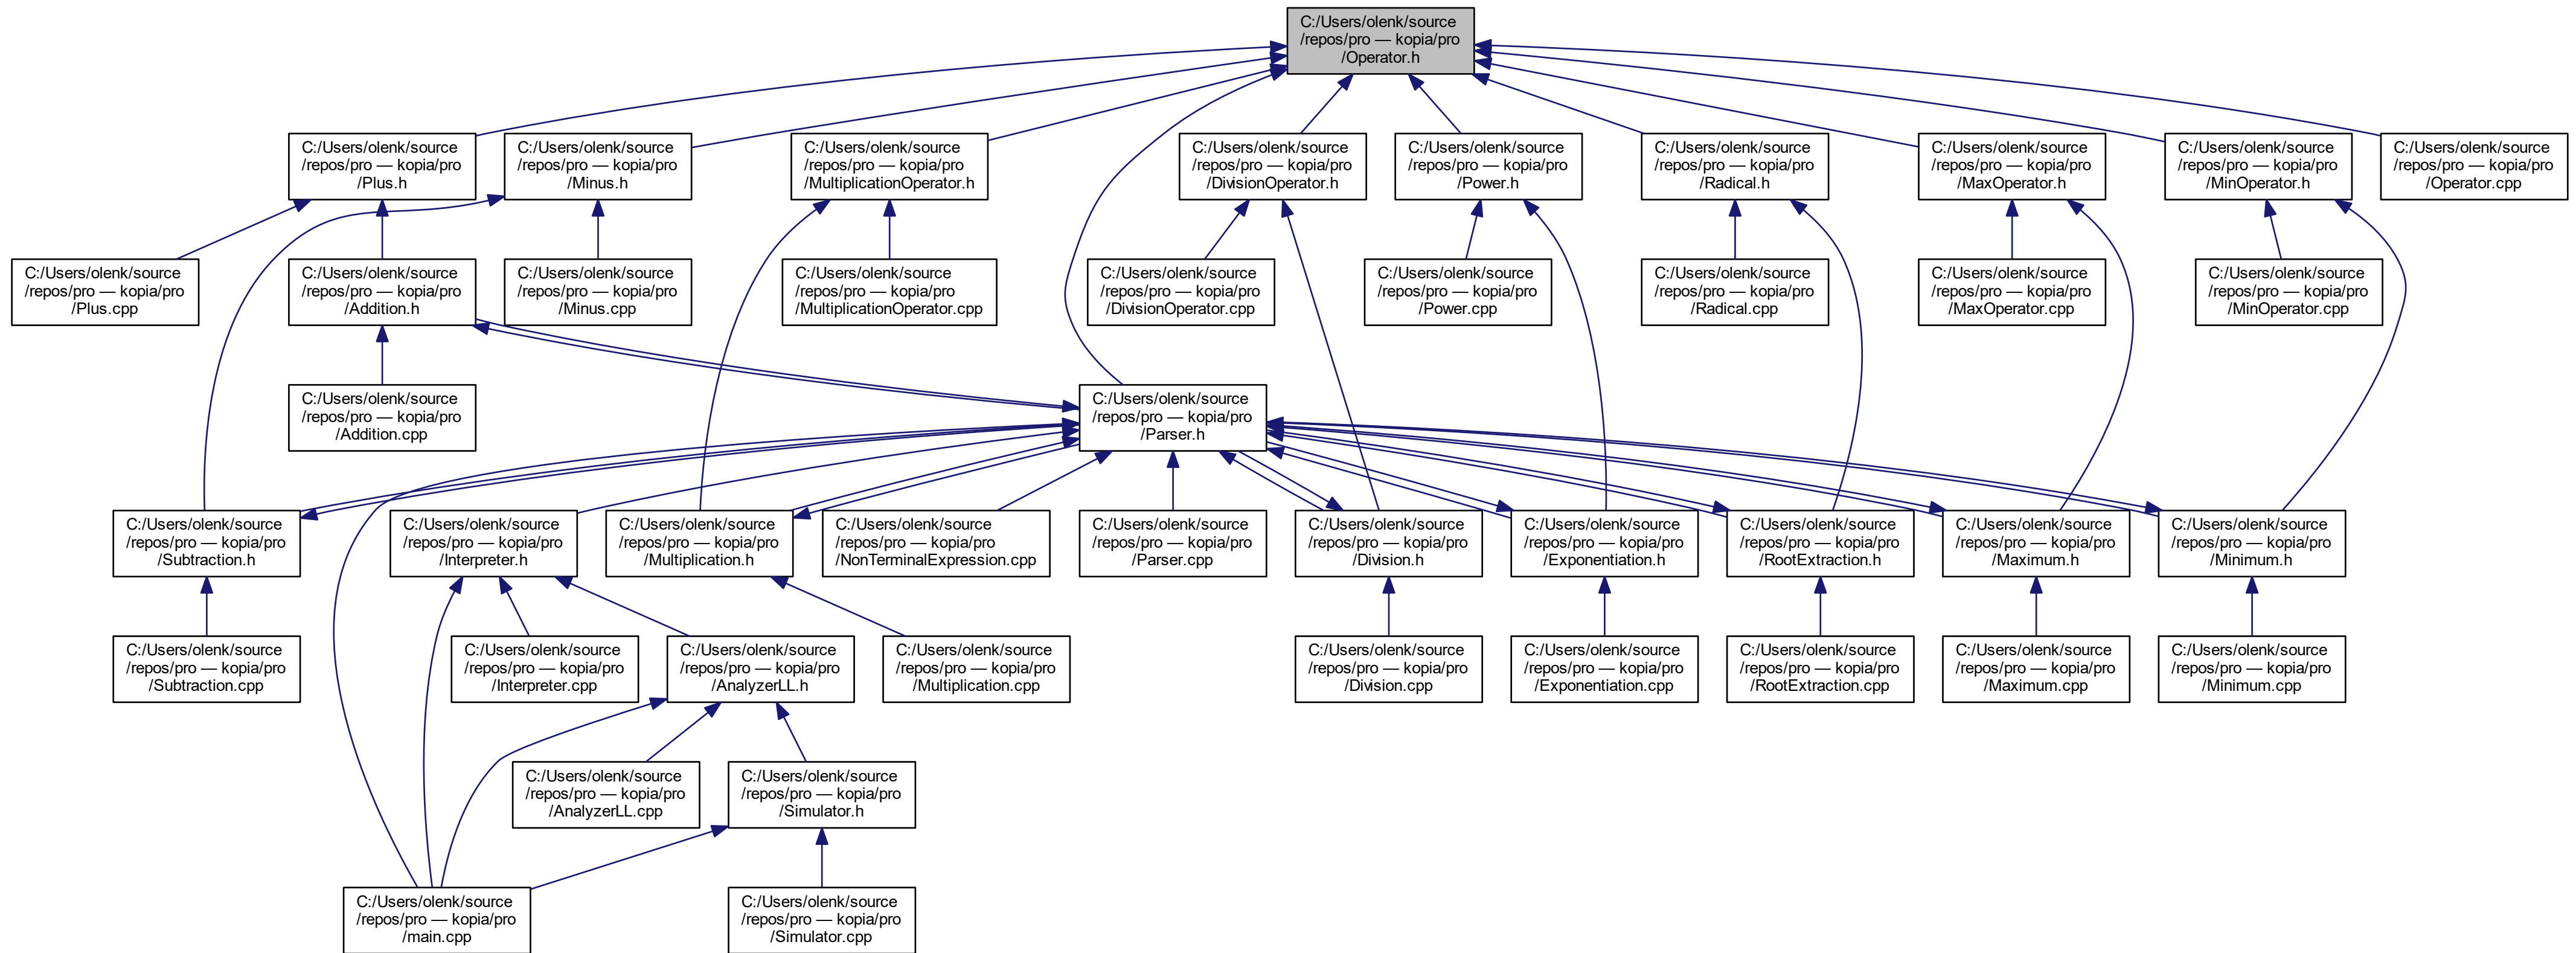 C:/Users/olenk/source
/repos/pro — kopia/pro
/Operator.h
C:/Users/olenk/source
/repos/pro — kopia/pro
/Plus.h
C:/Users/olenk/source
/repos/pro — kopia/pro
/Minus.h
C:/Users/olenk/source
/repos/pro — kopia/pro
/MultiplicationOperator.h
C:/Users/olenk/source
/repos/pro — kopia/pro
/DivisionOperator.h
C:/Users/olenk/source
/repos/pro — kopia/pro
/Power.h
C:/Users/olenk/source
/repos/pro — kopia/pro
/Radical.h
C:/Users/olenk/source
/repos/pro — kopia/pro
/MaxOperator.h
C:/Users/olenk/source
/repos/pro — kopia/pro
/MinOperator.h
C:/Users/olenk/source
/repos/pro — kopia/pro
/Operator.cpp
C:/Users/olenk/source
/repos/pro — kopia/pro
/Plus.cpp
C:/Users/olenk/source
/repos/pro — kopia/pro
/Addition.h
C:/Users/olenk/source
/repos/pro — kopia/pro
/Minus.cpp
C:/Users/olenk/source
/repos/pro — kopia/pro
/MultiplicationOperator.cpp
C:/Users/olenk/source
/repos/pro — kopia/pro
/DivisionOperator.cpp
C:/Users/olenk/source
/repos/pro — kopia/pro
/Power.cpp
C:/Users/olenk/source
/repos/pro — kopia/pro
/Radical.cpp
C:/Users/olenk/source
/repos/pro — kopia/pro
/MaxOperator.cpp
C:/Users/olenk/source
/repos/pro — kopia/pro
/MinOperator.cpp
C:/Users/olenk/source
/repos/pro — kopia/pro
/Addition.cpp
C:/Users/olenk/source
/repos/pro — kopia/pro
/Parser.h
C:/Users/olenk/source
/repos/pro — kopia/pro
/Subtraction.h
C:/Users/olenk/source
/repos/pro — kopia/pro
/Interpreter.h
C:/Users/olenk/source
/repos/pro — kopia/pro
/Multiplication.h
C:/Users/olenk/source
/repos/pro — kopia/pro
/NonTerminalExpression.cpp
C:/Users/olenk/source
/repos/pro — kopia/pro
/Parser.cpp
C:/Users/olenk/source
/repos/pro — kopia/pro
/Division.h
C:/Users/olenk/source
/repos/pro — kopia/pro
/Exponentiation.h
C:/Users/olenk/source
/repos/pro — kopia/pro
/RootExtraction.h
C:/Users/olenk/source
/repos/pro — kopia/pro
/Maximum.h
C:/Users/olenk/source
/repos/pro — kopia/pro
/Minimum.h
C:/Users/olenk/source
/repos/pro — kopia/pro
/Subtraction.cpp
C:/Users/olenk/source
/repos/pro — kopia/pro
/Interpreter.cpp
C:/Users/olenk/source
/repos/pro — kopia/pro
/AnalyzerLL.h
C:/Users/olenk/source
/repos/pro — kopia/pro
/Multiplication.cpp
C:/Users/olenk/source
/repos/pro — kopia/pro
/Division.cpp
C:/Users/olenk/source
/repos/pro — kopia/pro
/Exponentiation.cpp
C:/Users/olenk/source
/repos/pro — kopia/pro
/RootExtraction.cpp
C:/Users/olenk/source
/repos/pro — kopia/pro
/Maximum.cpp
C:/Users/olenk/source
/repos/pro — kopia/pro
/Minimum.cpp
C:/Users/olenk/source
/repos/pro — kopia/pro
/AnalyzerLL.cpp
C:/Users/olenk/source
/repos/pro — kopia/pro
/Simulator.h
C:/Users/olenk/source
/repos/pro — kopia/pro
/main.cpp
C:/Users/olenk/source
/repos/pro — kopia/pro
/Simulator.cpp